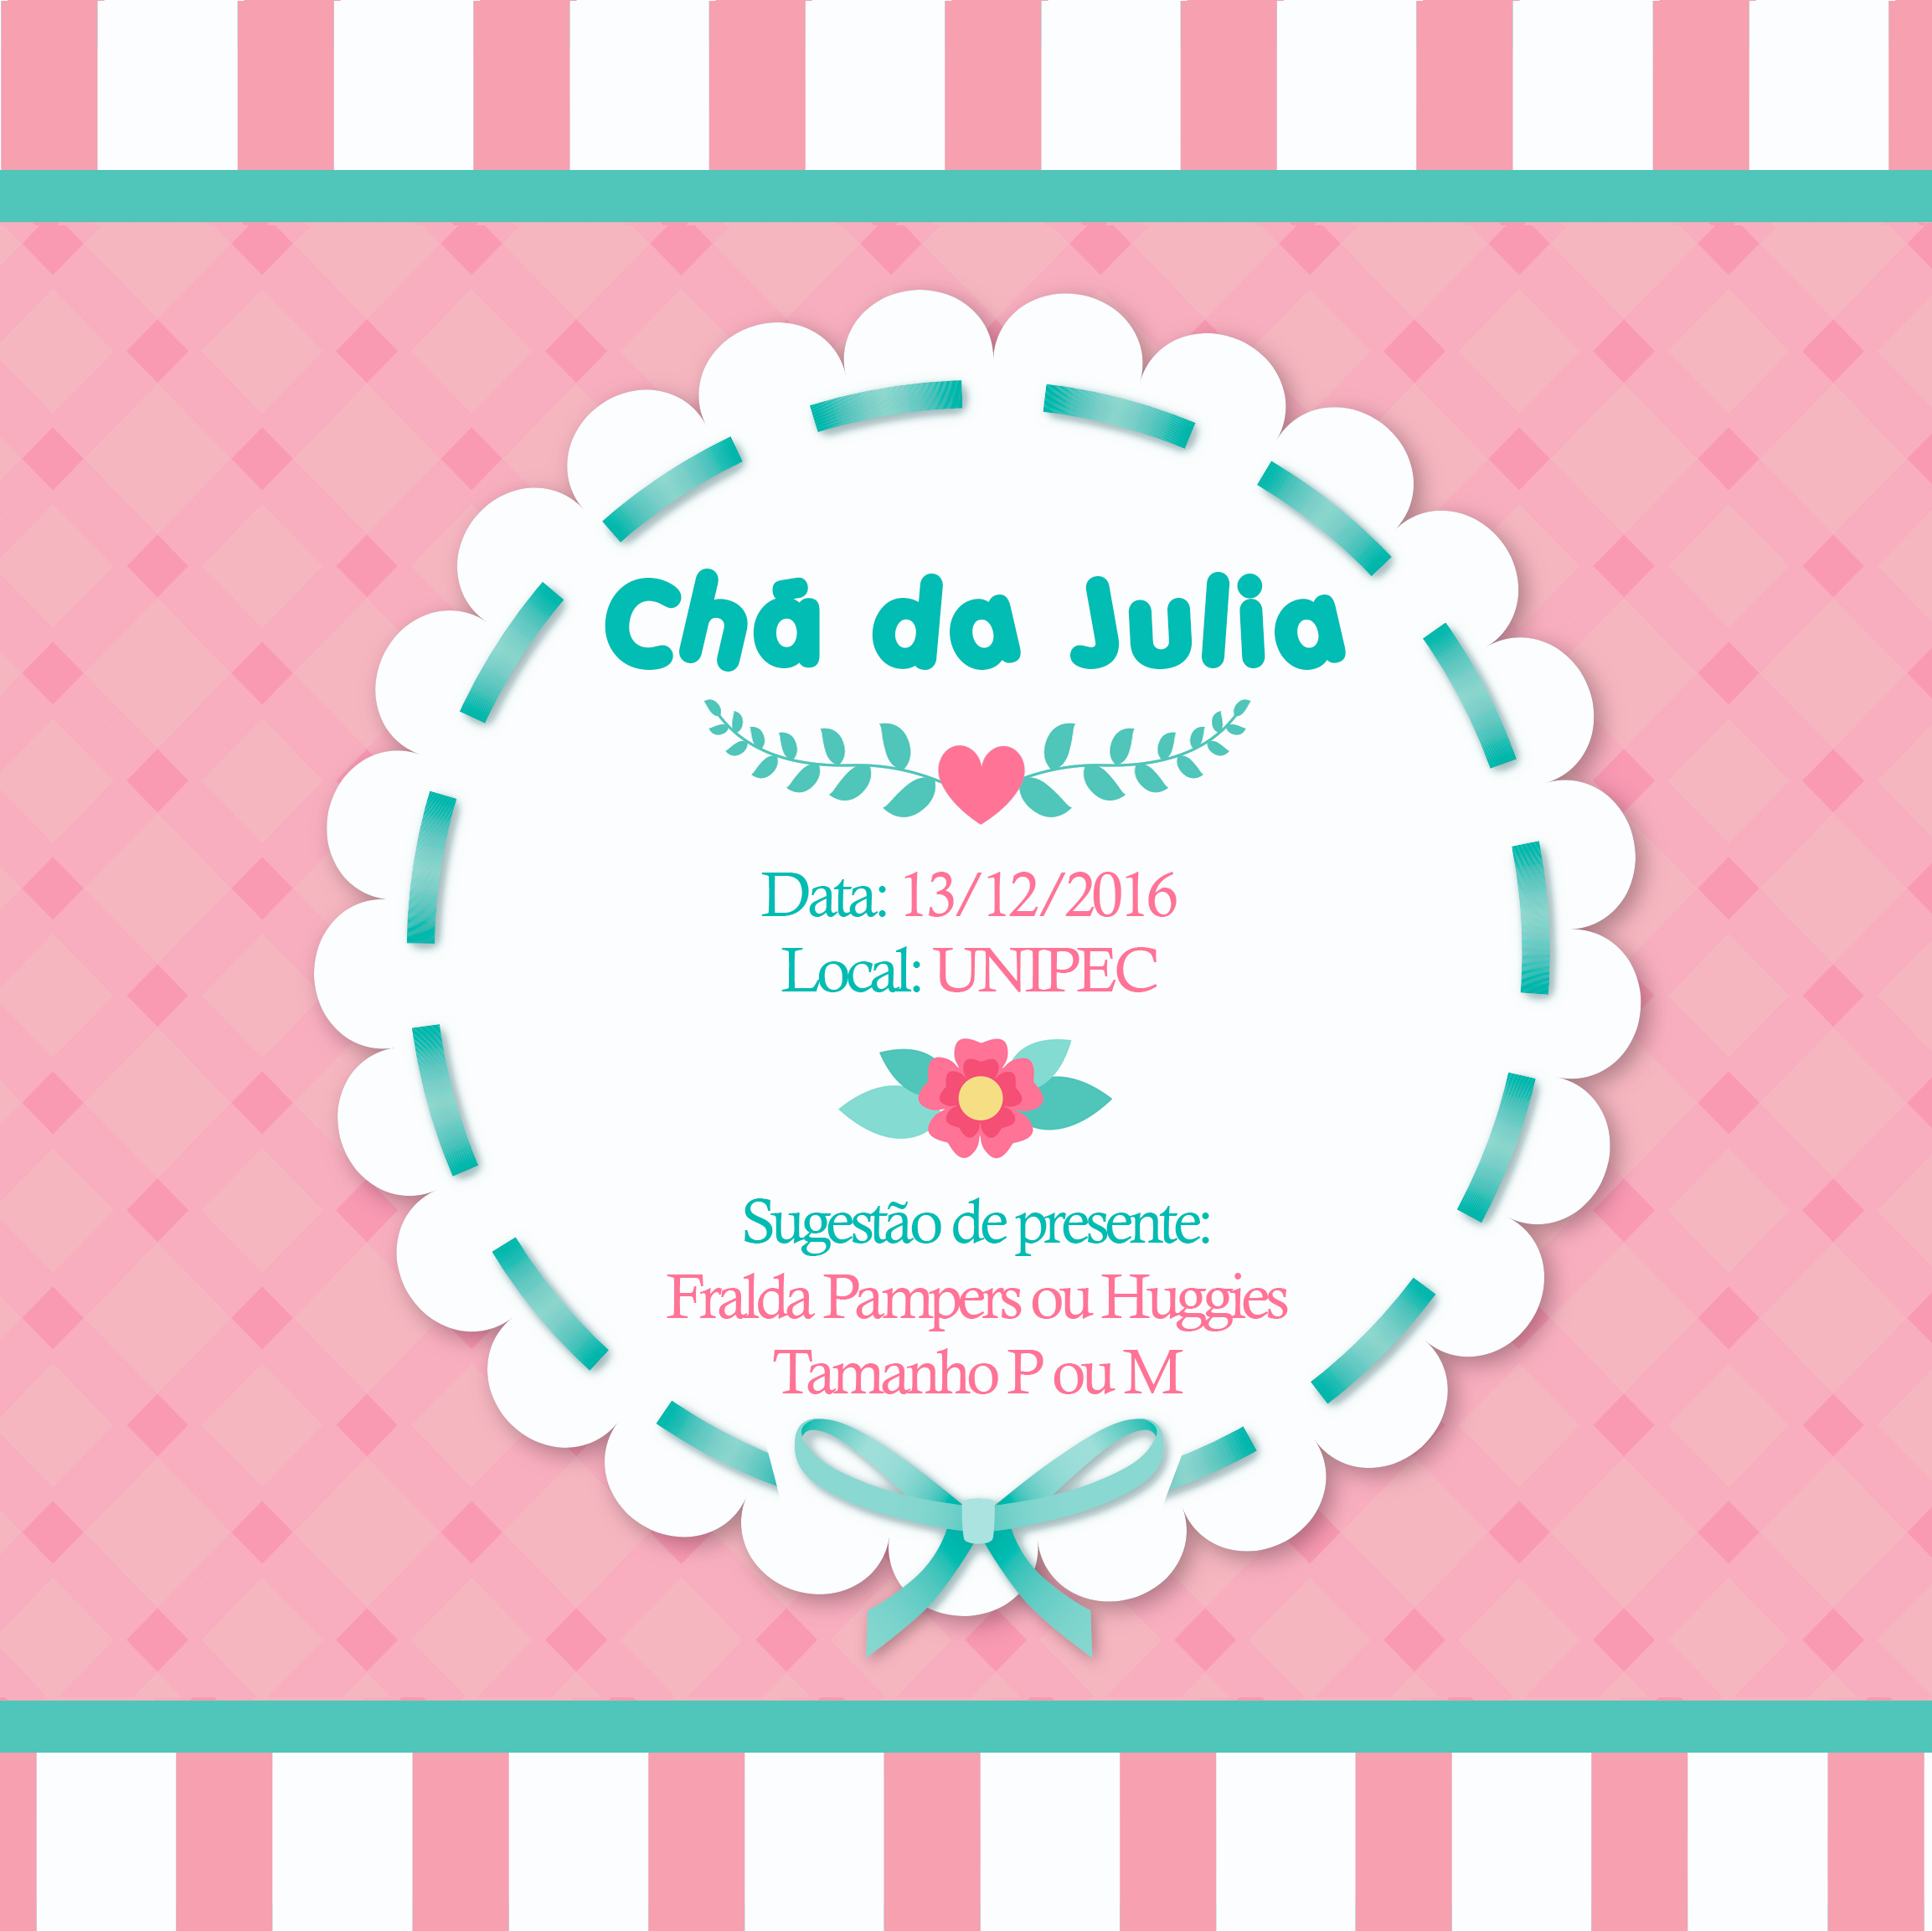 Chá da Julia
Data: 13/12/2016
Local: UNIPEC
Sugestão de presente:
Fralda Pampers ou Huggies
Tamanho P ou M